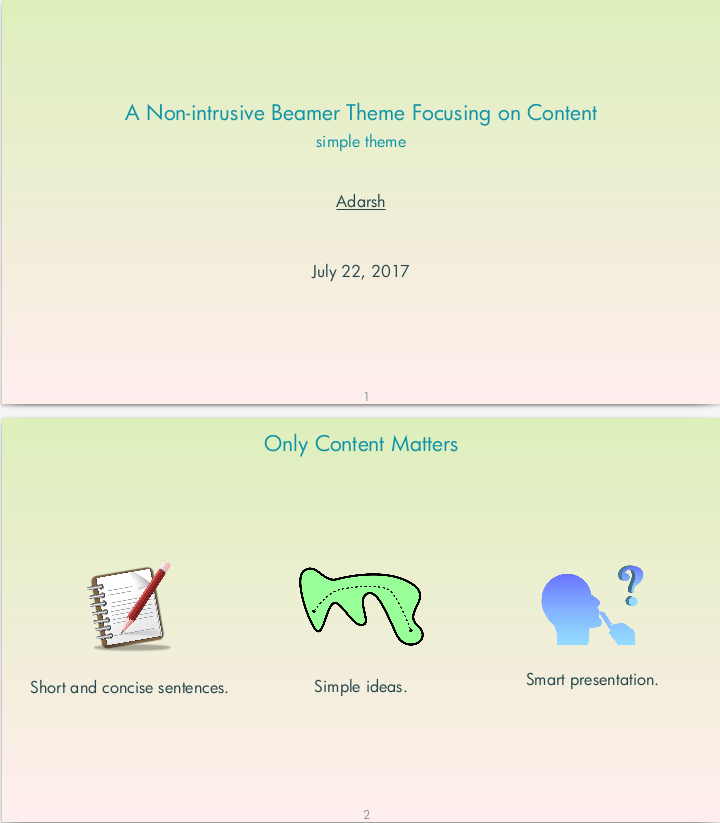 A Non-intrusive Beamer Theme Focusing on Content
simple theme
Adarsh
July 22, 2017
1
Only Content Matters
?
Short and concise sentences.
Simple ideas.
Smart presentation.
2